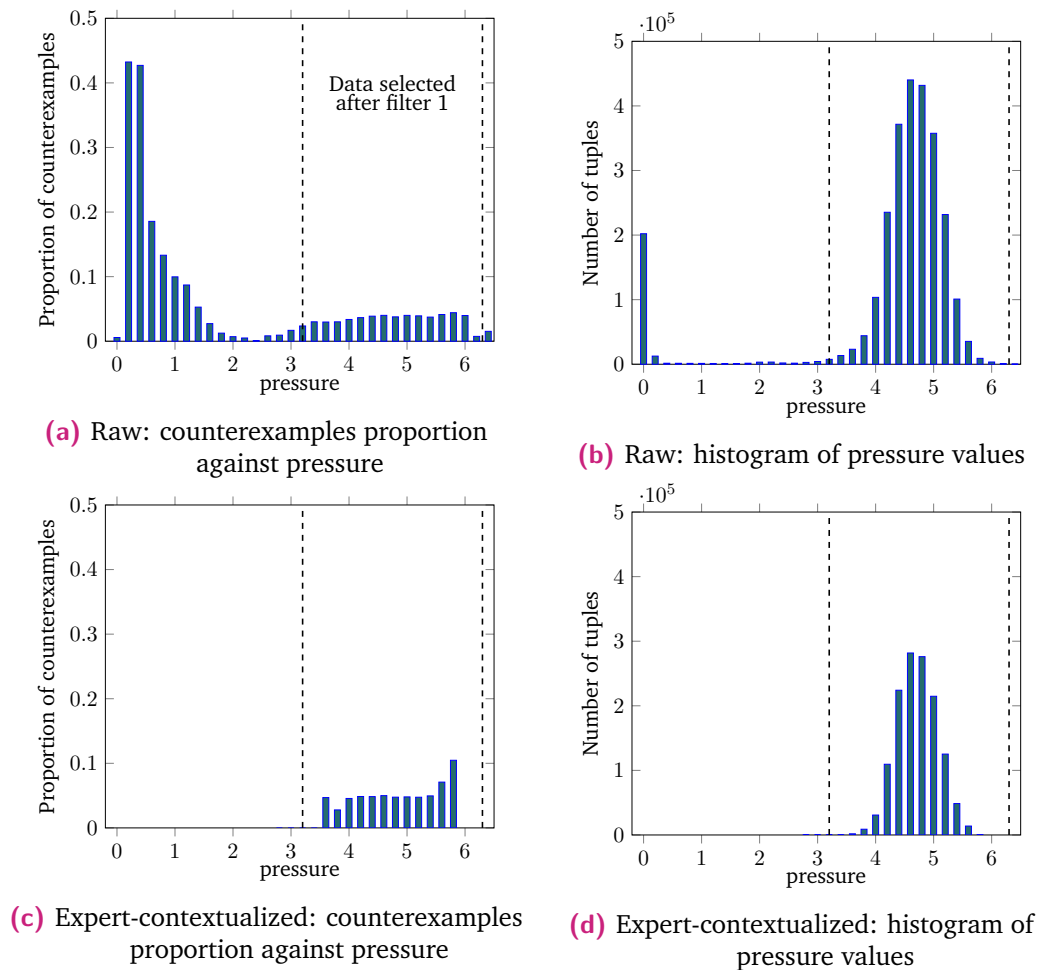 0.5
0.4
0.3
0.2
0.1
0
Proportion of counterexamples
Data selected
after filter 1
0 1 2 3 4 5 6
pressure
(a) Raw: counterexamples proportion
against pressure
·10⁵
5
4
3
2
1
0
Number of tuples
0 1 2 3 4 5 6
pressure
(b) Raw: histogram of pressure values
0.5
0.4
0.3
0.2
0.1
0
Proportion of counterexamples
0 1 2 3 4 5 6
pressure
(c) Expert-contextualized: counterexamples
proportion against pressure
·10⁵
5
4
3
2
1
0
Number of tuples
0 1 2 3 4 5 6
pressure
(d) Expert-contextualized: histogram of
pressure values